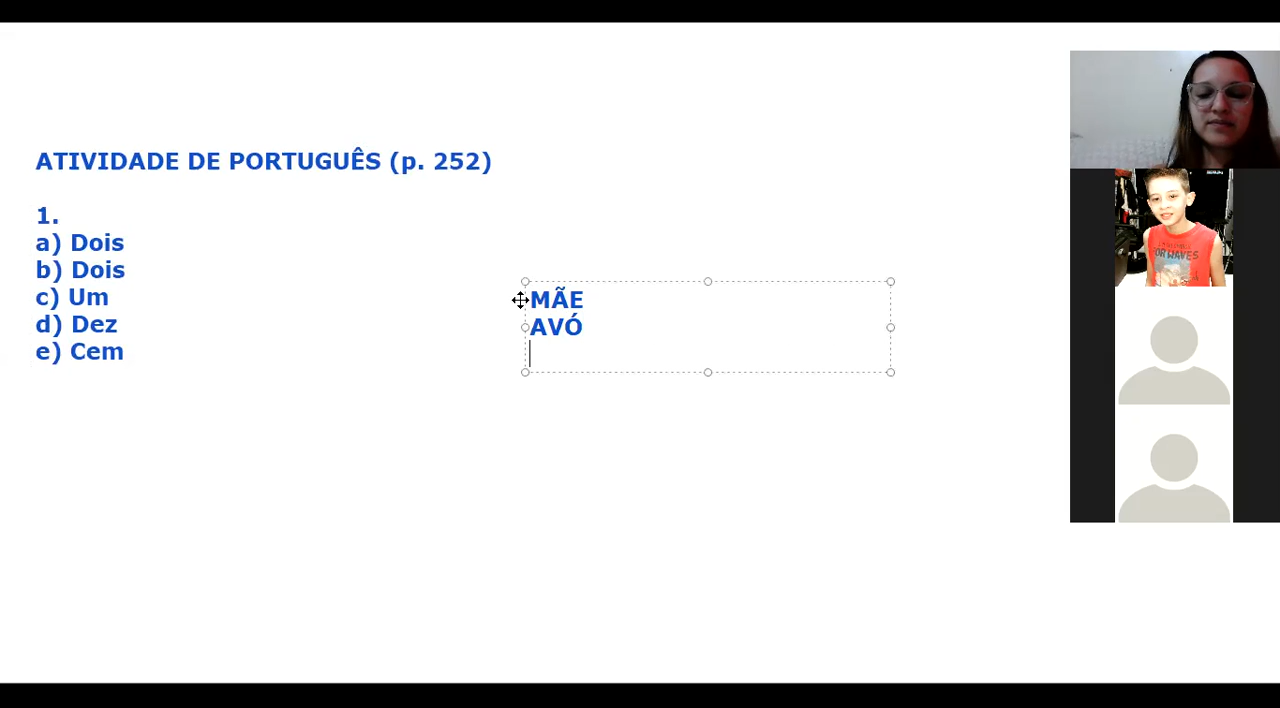 ATIVIDADE DE PORTUGUÊS (p. 252)
1.
a) Dois
b) Dois
c) Um
d) Dez
e) Cem
MÃE
AVÓ